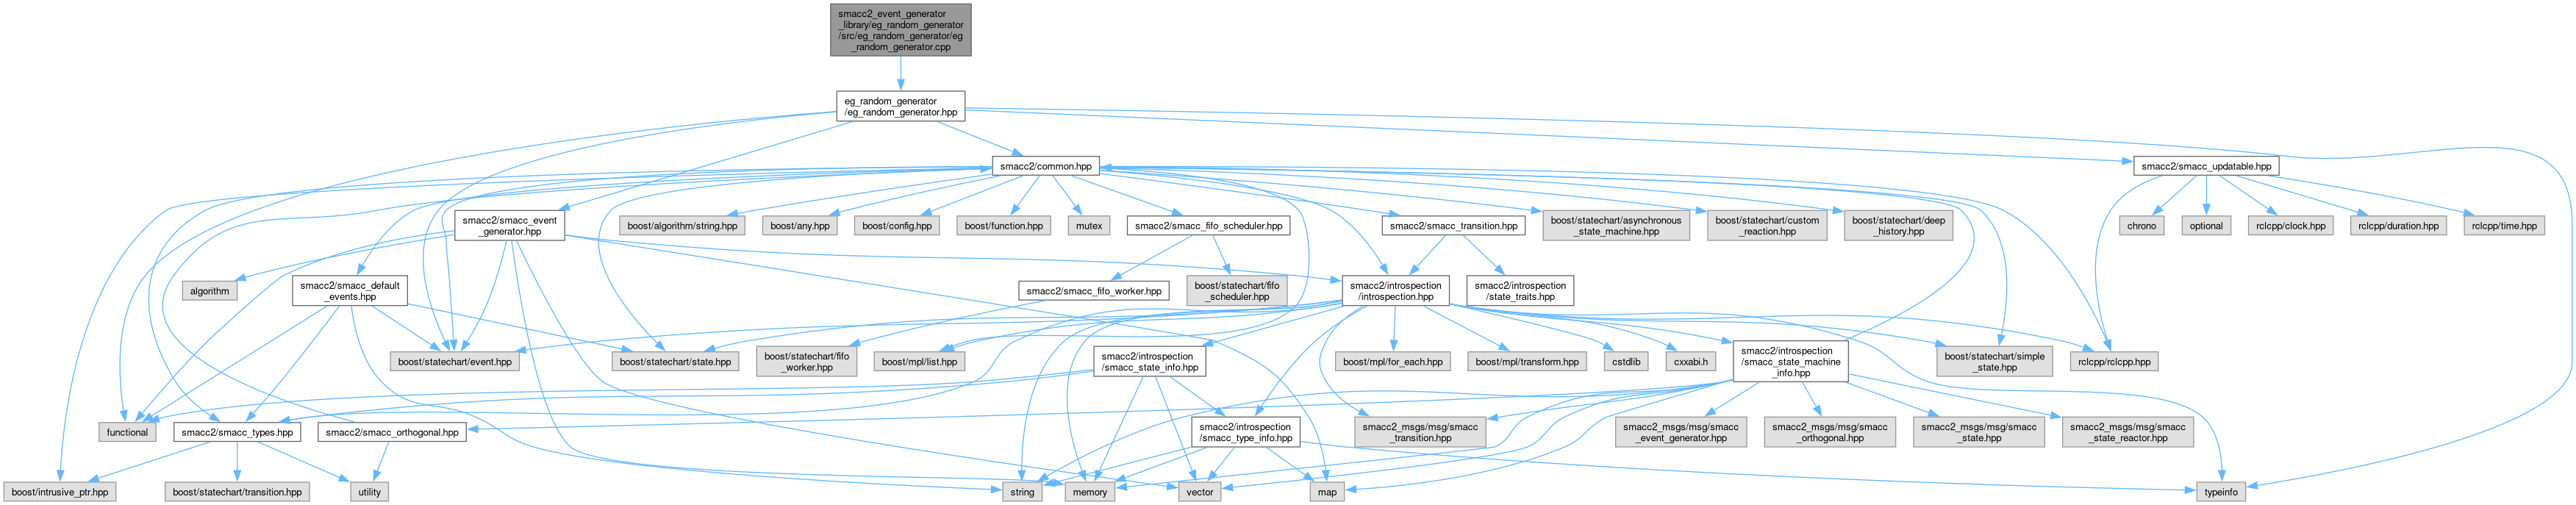 smacc2_event_generator
_library/eg_random_generator
/src/eg_random_generator/eg
_random_generator.cpp
eg_random_generator
/eg_random_generator.hpp
smacc2/common.hpp
smacc2/smacc_updatable.hpp
smacc2/smacc_event
_generator.hpp
boost/algorithm/string.hpp
boost/any.hpp
boost/config.hpp
boost/function.hpp
mutex
smacc2/smacc_fifo_scheduler.hpp
smacc2/smacc_transition.hpp
boost/statechart/asynchronous
_state_machine.hpp
boost/statechart/custom
_reaction.hpp
boost/statechart/deep
_history.hpp
chrono
optional
rclcpp/clock.hpp
rclcpp/duration.hpp
rclcpp/time.hpp
algorithm
smacc2/smacc_default
_events.hpp
smacc2/smacc_fifo_worker.hpp
boost/statechart/fifo
_scheduler.hpp
smacc2/introspection
/introspection.hpp
smacc2/introspection
/state_traits.hpp
boost/statechart/event.hpp
boost/statechart/state.hpp
boost/statechart/fifo
_worker.hpp
boost/mpl/list.hpp
smacc2/introspection
/smacc_state_info.hpp
boost/mpl/for_each.hpp
boost/mpl/transform.hpp
cstdlib
cxxabi.h
smacc2/introspection
/smacc_state_machine
_info.hpp
boost/statechart/simple
_state.hpp
rclcpp/rclcpp.hpp
functional
smacc2/smacc_types.hpp
smacc2/smacc_orthogonal.hpp
smacc2/introspection
/smacc_type_info.hpp
smacc2_msgs/msg/smacc
_transition.hpp
smacc2_msgs/msg/smacc
_event_generator.hpp
smacc2_msgs/msg/smacc
_orthogonal.hpp
smacc2_msgs/msg/smacc
_state.hpp
smacc2_msgs/msg/smacc
_state_reactor.hpp
boost/intrusive_ptr.hpp
boost/statechart/transition.hpp
utility
string
memory
vector
map
typeinfo